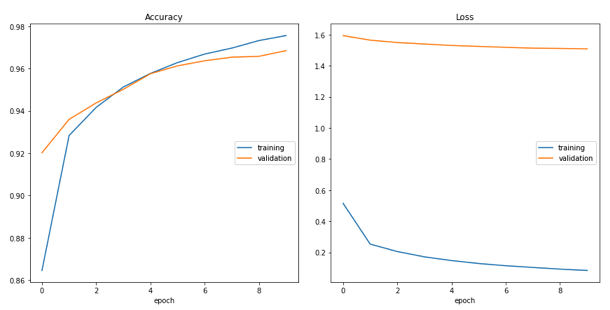 Accuracy
0.98
0.96
0.94
0.92
0.90
0.88
0.86
0 2 4 6 8
epoch
training
validation
Loss
1.6
1.4
1.2
1.0
0.8
0.6
0.4
0.2
0 2 4 6 8
epoch
training
validation